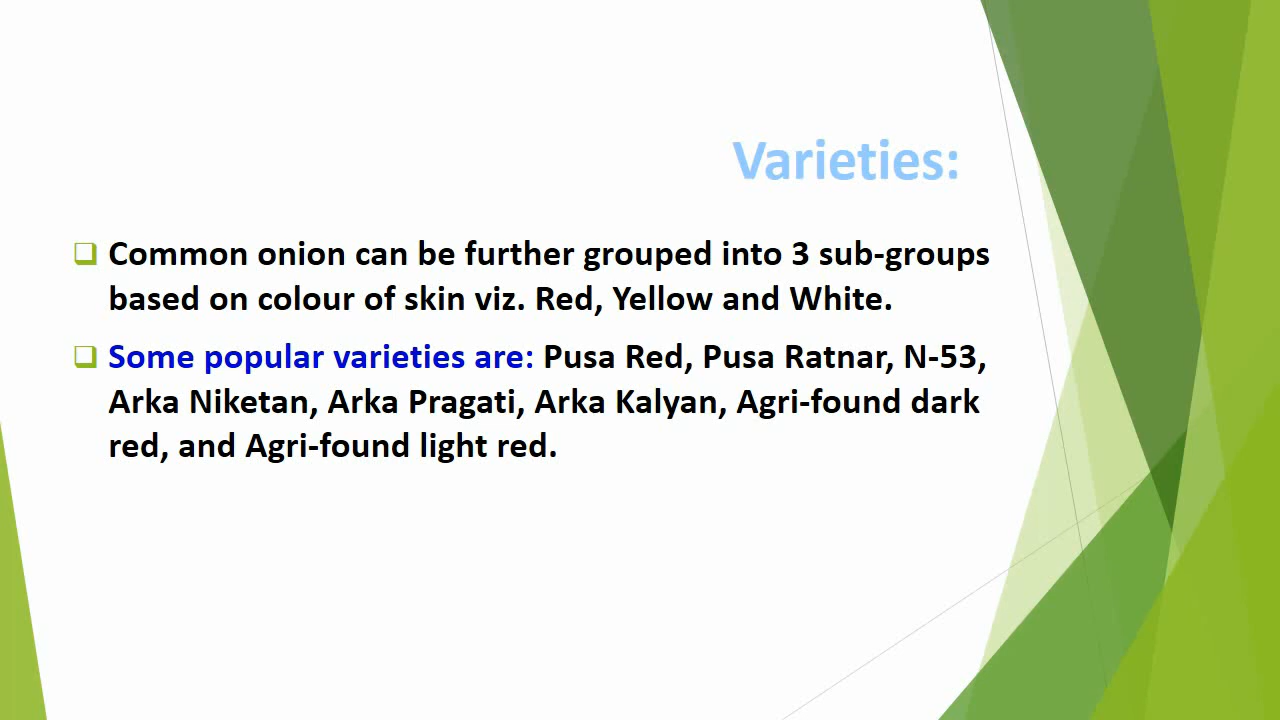 Varieties:
Common onion can be further grouped into 3 sub-groups
based on colour of skin viz. Red, Yellow and White.
Some popular varieties are: Pusa Red, Pusa Ratnar, N-53,
Arka Niketan, Arka Pragati, Arka Kalyan, Agri-found dark
red, and Agri-found light red.